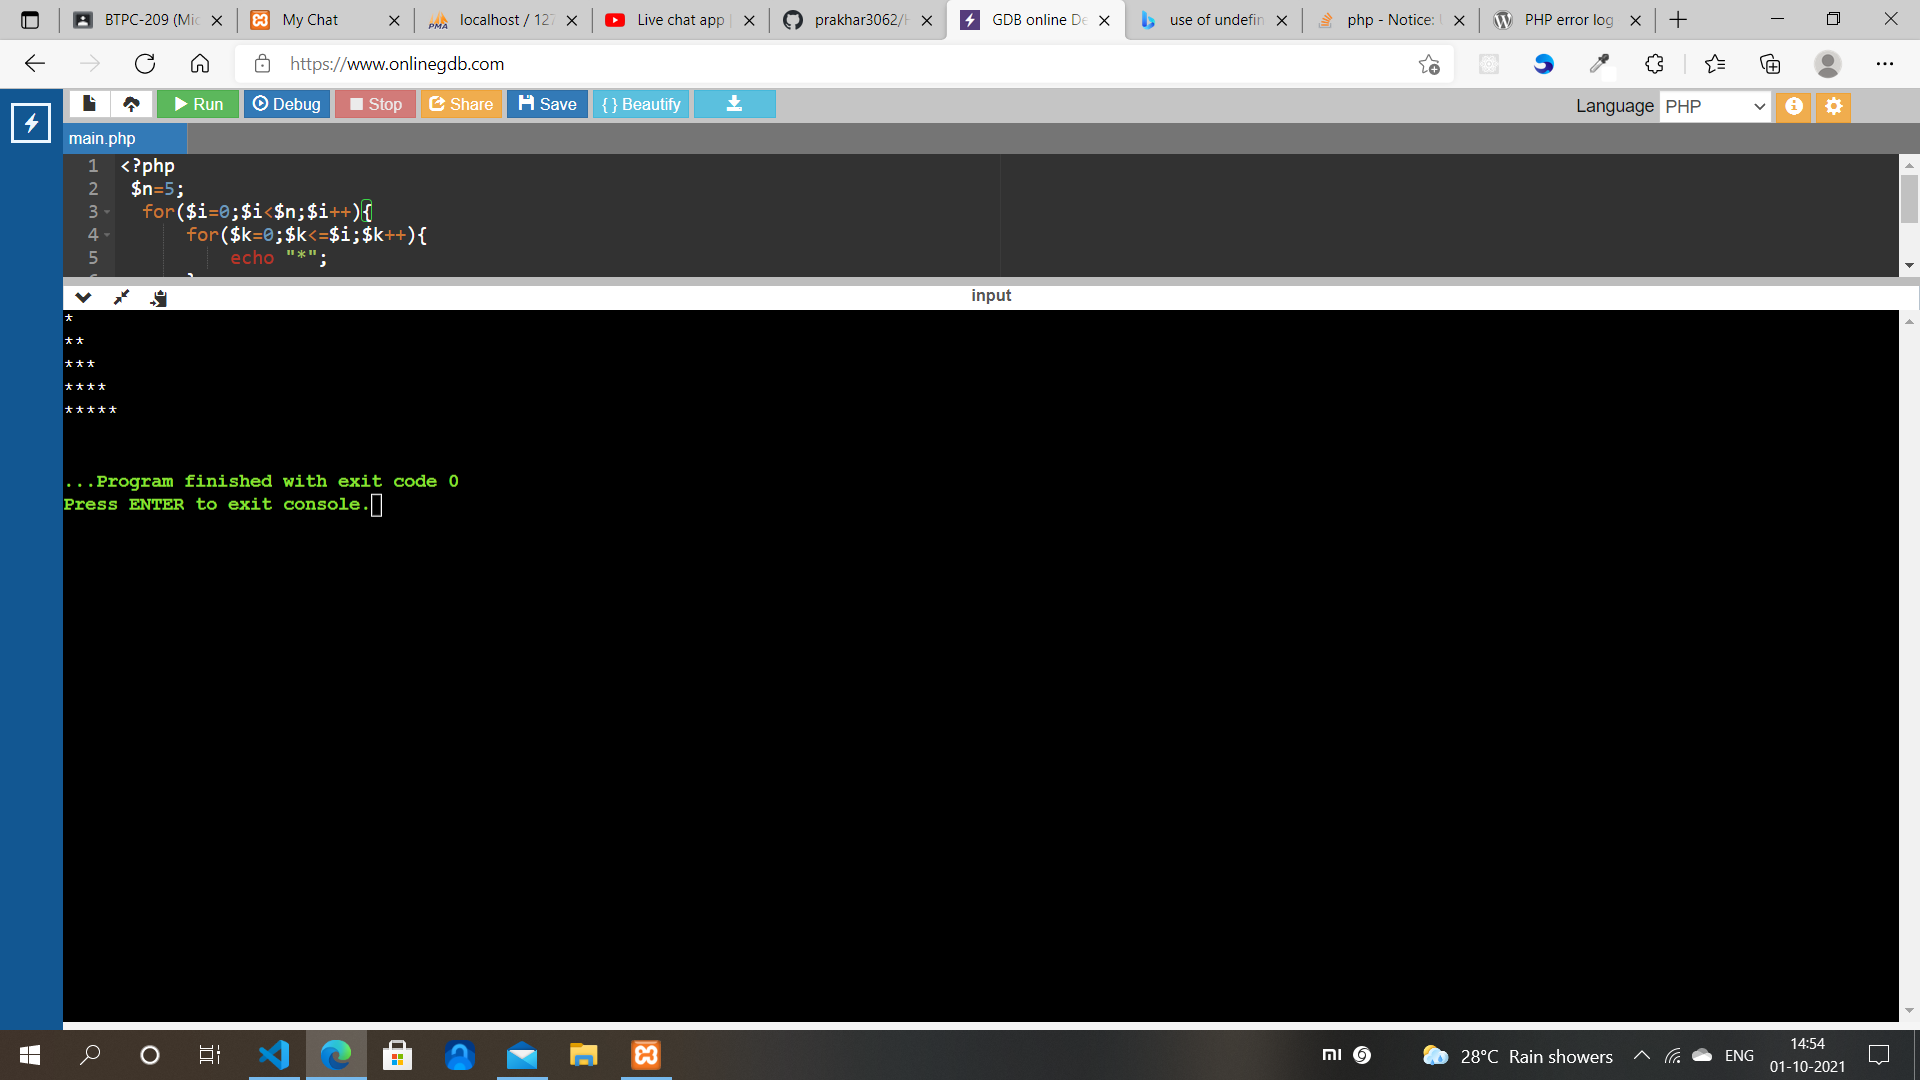 BTPC-209 (Mic
My Chat
localhost / 127
Live chat app
prakhar3062/
GDB online De
use of undefin
php - Notice:
PHP error log
https://www.onlinegdb.com
Run
Debug
Stop
Share
Save
{ } Beautify
Language
PHP
main.php
1 <?php
2 $n=5;
3 for($i=0;$i<$n;$i++){
4 for($k=0;$k<=$i;$k++){
5 echo "*";
input
*
**
***
****
*****
...Program finished with exit code 0
Press ENTER to exit console.
28°C Rain showers
ENG
14:54
01-10-2021